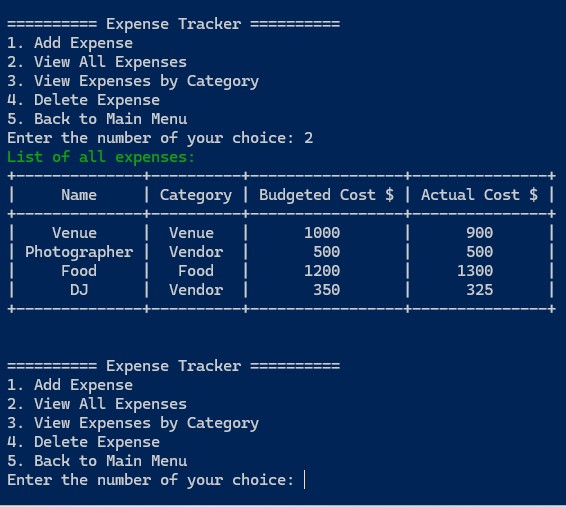 ========== Expense Tracker ==========
1. Add Expense
2. View All Expenses
3. View Expenses by Category
4. Delete Expense
5. Back to Main Menu
Enter the number of your choice: 2
List of all expenses:
+--------------+----------+-----------------+---------------+
|     Name     | Category | Budgeted Cost $ | Actual Cost $ |
+--------------+----------+-----------------+---------------+
|    Venue     |  Venue   |       1000      |      900      |
| Photographer |  Vendor  |       500       |      500      |
|     Food     |   Food   |       1200      |      1300     |
|      DJ      |  Vendor  |       350       |      325      |
+--------------+----------+-----------------+---------------+
========== Expense Tracker ==========
1. Add Expense
2. View All Expenses
3. View Expenses by Category
4. Delete Expense
5. Back to Main Menu
Enter the number of your choice: